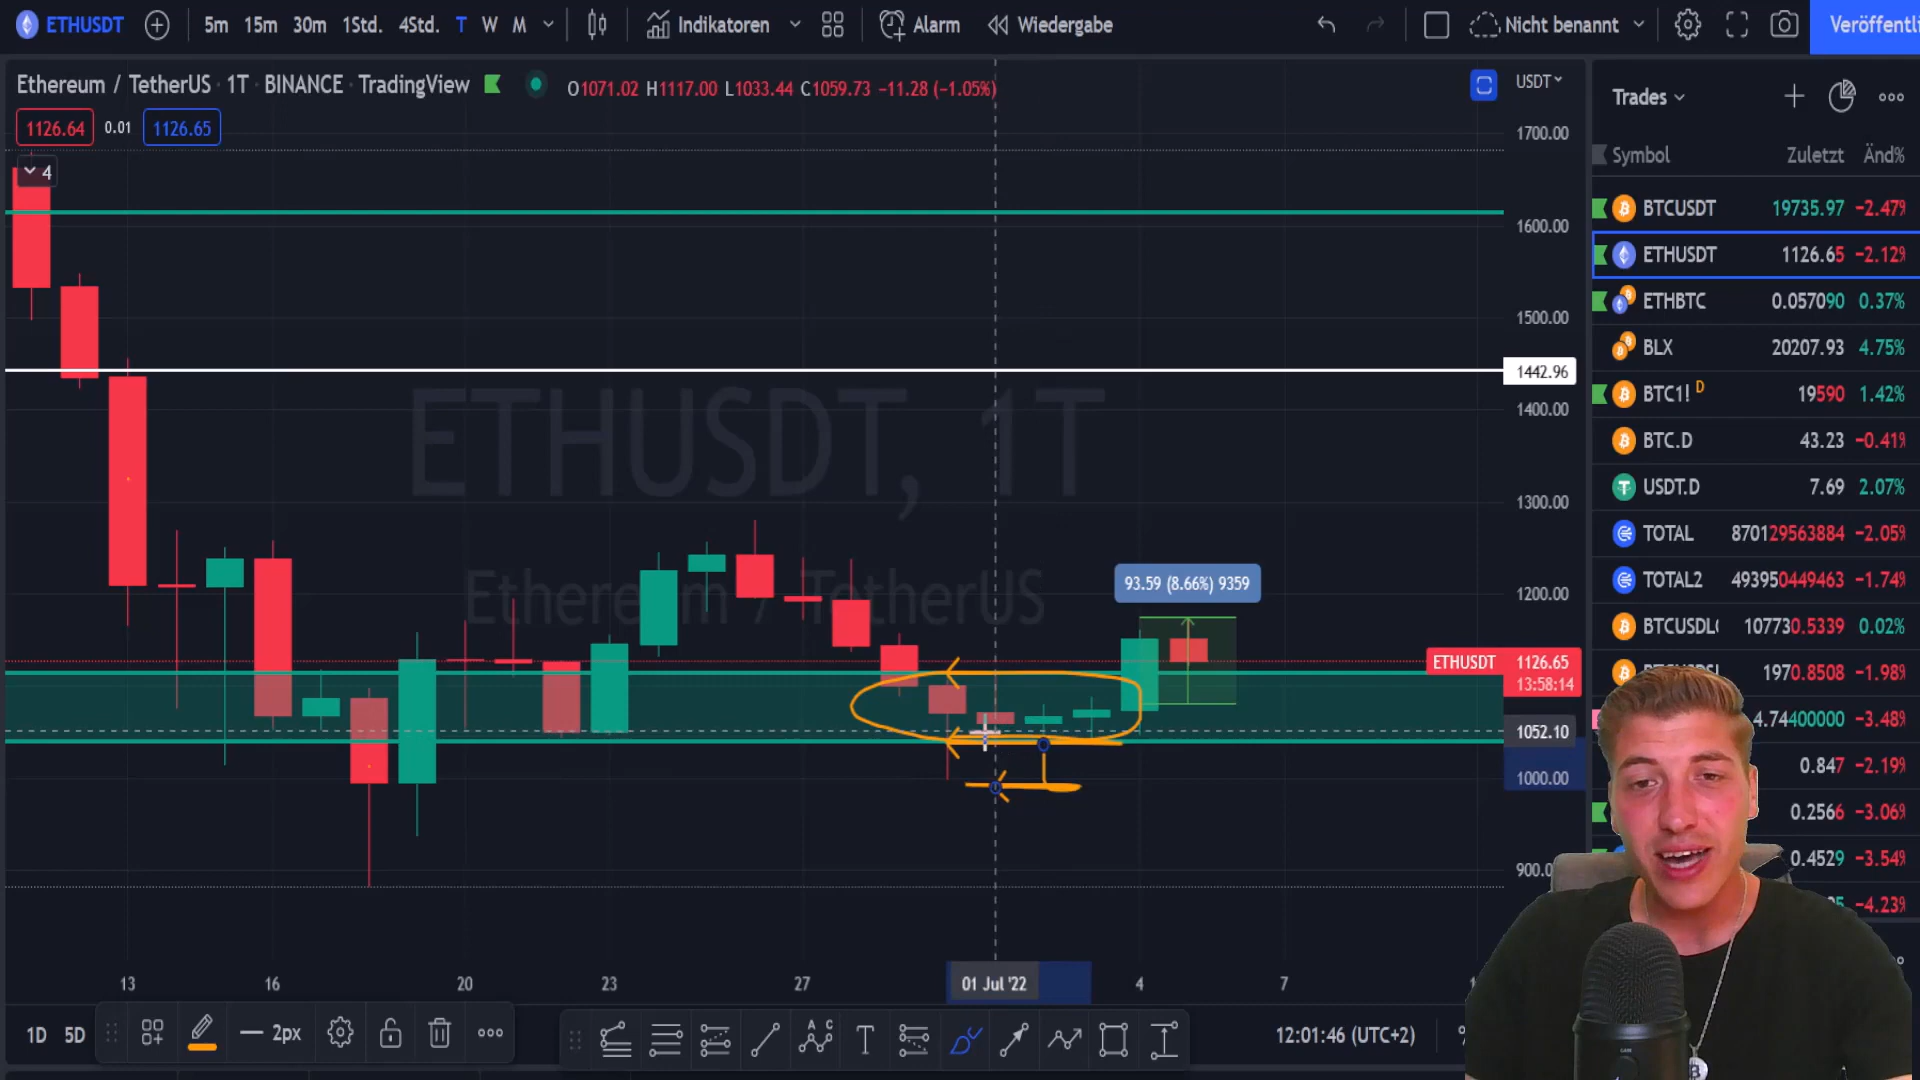 ETHUSDT 5m 15m 30m 1Std. 4Std. T W M Indikatoren Alarm Wiedergabe Nicht benannt Veröffentli
Ethereum / TetherUS · 1T · BINANCE · TradingView O1071.02 H1117.00 L1033.44 C1059.73 −11.28 (−1.05%)
USDT
1126.64 0.01 1126.65
4
1700.00
1600.00
1500.00
1442.96
1400.00
1300.00
1200.00
ETHUSDT 1126.65
13:58:14
1052.10
1000.00
ETHUSDT, 1T
Ethereum / TetherUS
93.59 (8.66%) 9359
13 16 20 23 27 01 Jul '22 4 7
Trades
Symbol Zuletzt Änd%
BTCUSDT 19735.97 −2.47%
ETHUSDT 1126.65 −2.12%
ETHBTC 0.057090 0.37%
BLX 20207.93 4.75%
BTC1! D 19590 1.42%
BTC.D 43.23 −0.41%
USDT.D 7.69 2.07%
TOTAL 870129563884 −2.05%
TOTAL2 493950449463 −1.74%
BTCUSDL 107730.5339 0.02%
1970.8508 −1.98%
4.74400000 −3.48%
0.847 −2.19%
0.2566 −3.06%
0.4529 −3.54%
−4.23%
1D 5D 2px
12:01:46 (UTC+2)